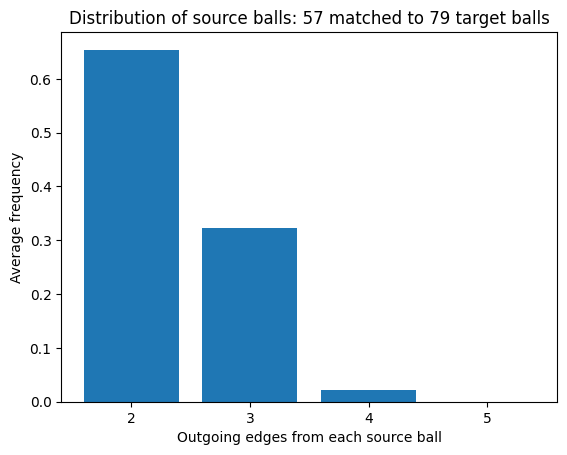 Distribution of source balls: 57 matched to 79 target balls
Average frequency
0.6
0.5
0.4
0.3
0.2
0.1
0.0
2 3 4 5
Outgoing edges from each source ball